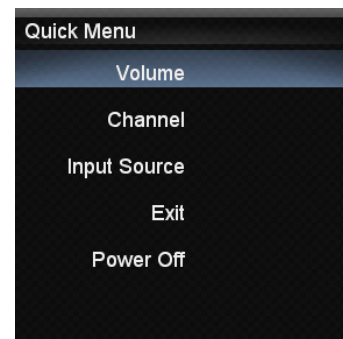 Quick Menu
Volume
Channel
Input Source
Exit
Power Off